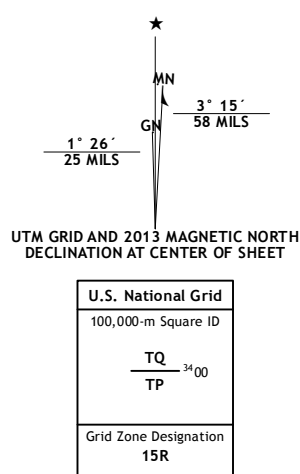 ★
MN
3° 15´
58 MILS
GN
1° 26´
25 MILS
UTM GRID AND 2013 MAGNETIC NORTH
DECLINATION AT CENTER OF SHEET
U.S. National Grid
100,000-m Square ID
TQ
3400
TP
Grid Zone Designation
15R